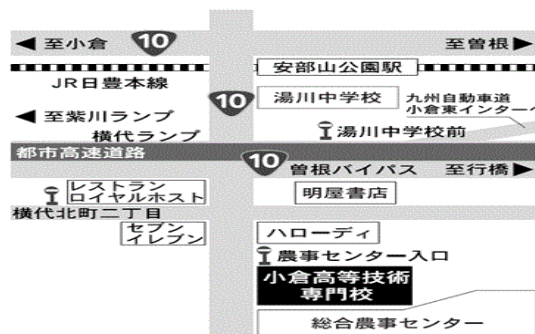 ◀ 至小倉 10 至曽根▶
安部山公園駅
JR日豊本線
10 湯川中学校 九州自動車道
小倉東インターへ
◀ 至紫川ランプ
湯川中学校前
横代ランプ
都市高速道路
10 曽根バイパス 至行橋▶
レストラン
ロイヤルホスト
明屋書店
横代北町二丁目
セブン
イレブン
ハローディ
農事センター入口
小倉高等技術
専門校
総合農事センター